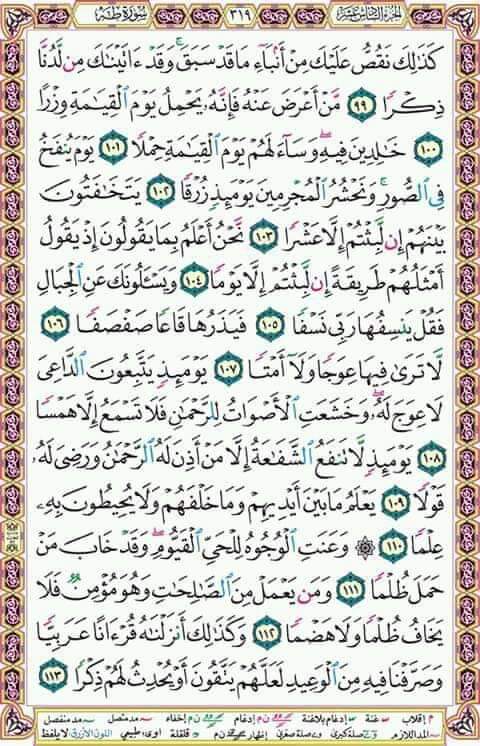 الجزء السادس عشر ٣١٩ سورة طه
كَذَٰلِكَ نَقُصُّ عَلَيْكَ مِنْ أَنۢبَآءِ مَا قَدْ سَبَقَ ۚ وَقَدْ ءَاتَيْنَٰكَ مِن لَّدُنَّا
ذِكْرًا ٩٩ مَّنْ أَعْرَضَ عَنْهُ فَإِنَّهُۥ يَحْمِلُ يَوْمَ ٱلْقِيَٰمَةِ وِزْرًا
١٠٠ خَٰلِدِينَ فِيهِ ۖ وَسَآءَ لَهُمْ يَوْمَ ٱلْقِيَٰمَةِ حِمْلًا ١٠١ يَوْمَ يُنفَخُ
فِى ٱلصُّورِ ۚ وَنَحْشُرُ ٱلْمُجْرِمِينَ يَوْمَئِذٍ زُرْقًا ١٠٢ يَتَخَٰفَتُونَ
بَيْنَهُمْ إِن لَّبِثْتُمْ إِلَّا عَشْرًا ١٠٣ نَّحْنُ أَعْلَمُ بِمَا يَقُولُونَ إِذْ يَقُولُ
أَمْثَلُهُمْ طَرِيقَةً إِن لَّبِثْتُمْ إِلَّا يَوْمًا ١٠٤ وَيَسْـَٔلُونَكَ عَنِ ٱلْجِبَالِ
فَقُلْ يَنسِفُهَا رَبِّى نَسْفًا ١٠٥ فَيَذَرُهَا قَاعًا صَفْصَفًا ١٠٦
لَّا تَرَىٰ فِيهَا عِوَجًا وَلَآ أَمْتًا ١٠٧ يَوْمَئِذٍ يَتَّبِعُونَ ٱلدَّاعِىَ
لَا عِوَجَ لَهُۥ ۖ وَخَشَعَتِ ٱلْأَصْوَاتُ لِلرَّحْمَٰنِ فَلَا تَسْمَعُ إِلَّا هَمْسًا
١٠٨ يَوْمَئِذٍ لَّا تَنفَعُ ٱلشَّفَٰعَةُ إِلَّا مَنْ أَذِنَ لَهُ ٱلرَّحْمَٰنُ وَرَضِىَ لَهُۥ
قَوْلًا ١٠٩ يَعْلَمُ مَا بَيْنَ أَيْدِيهِمْ وَمَا خَلْفَهُمْ وَلَا يُحِيطُونَ بِهِۦ
عِلْمًا ١١٠ ۞ وَعَنَتِ ٱلْوُجُوهُ لِلْحَىِّ ٱلْقَيُّومِ ۖ وَقَدْ خَابَ مَنْ
حَمَلَ ظُلْمًا ١١١ وَمَن يَعْمَلْ مِنَ ٱلصَّٰلِحَٰتِ وَهُوَ مُؤْمِنٌ فَلَا
يَخَافُ ظُلْمًا وَلَا هَضْمًا ١١٢ وَكَذَٰلِكَ أَنزَلْنَٰهُ قُرْءَانًا عَرَبِيًّا
وَصَرَّفْنَا فِيهِ مِنَ ٱلْوَعِيدِ لَعَلَّهُمْ يَتَّقُونَ أَوْ يُحْدِثُ لَهُمْ ذِكْرًا ١١٣
م إقلاب غنة إدغام بلاغنة ن م إدغام ن م إخفاء مد متصل مد منفصل
المد اللازم صلة كبرى صلة صغرى إظهار قلقلة طبيعي اللون الأزرق لا يلفظ